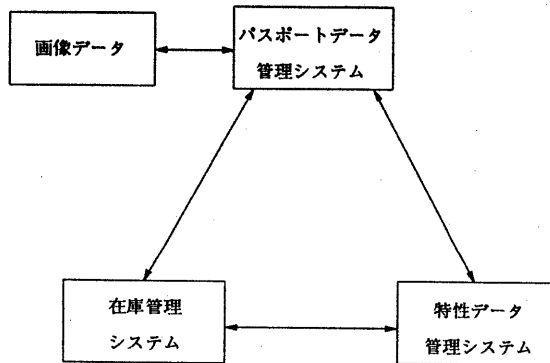 画像データ
パスポートデータ
管理システム
在庫管理
システム
特性データ
管理システム